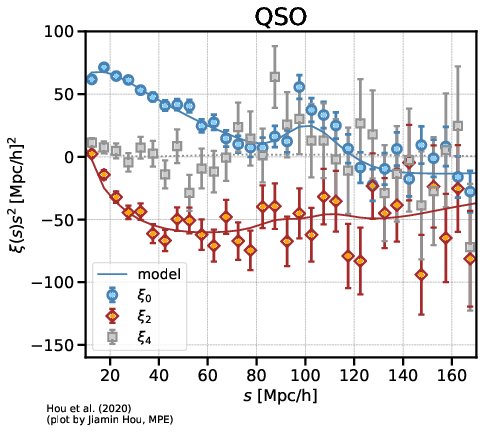 QSO
100
50
0
−50
−100
−150
ξ(s)s² [Mpc/h]²
model
ξ₀
ξ₂
ξ₄
20 40 60 80 100 120 140 160
s [Mpc/h]
Hou et al. (2020)
(plot by Jiamin Hou, MPE)